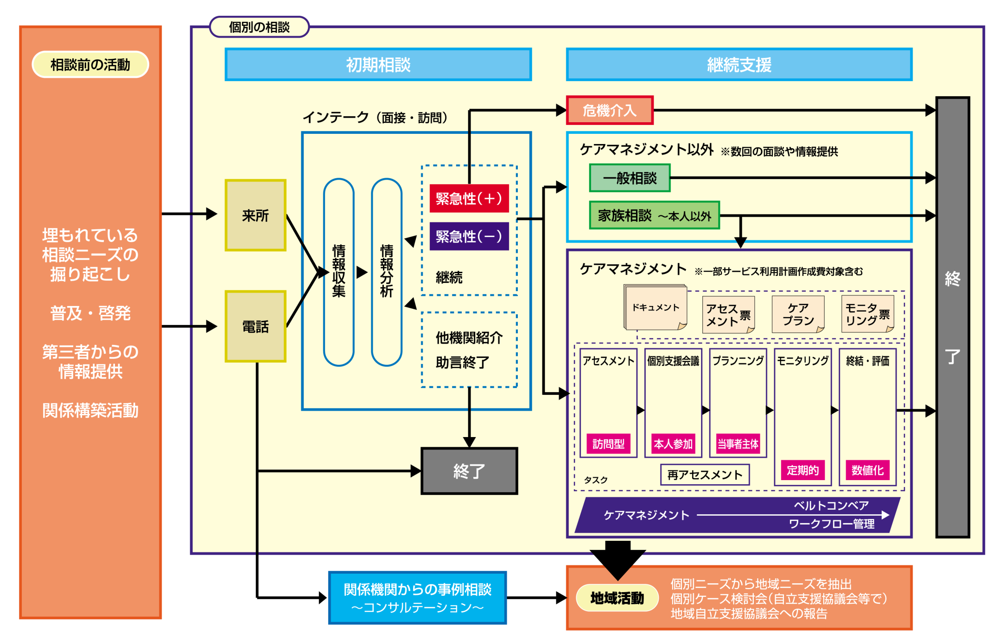 個別の相談
相談前の活動
埋もれている
相談ニーズの
掘り起こし
普及・啓発
第三者からの
情報提供
関係構築活動
初期相談
継続支援
来所
電話
インテーク（面接・訪問）
情報収集
情報分析
緊急性（＋）
緊急性（－）
継続
他機関紹介
助言終了
終了
危機介入
ケアマネジメント以外 ※数回の面談や情報提供
一般相談
家族相談 ～本人以外
ケアマネジメント ※一部サービス利用計画作成費対象含む
ドキュメント
アセスメント票
ケアプラン
モニタリング票
アセスメント
訪問型
個別支援会議
本人参加
プランニング
当事者主体
モニタリング
定期的
終結・評価
数値化
再アセスメント
タスク
ケアマネジメント
ベルトコンベア
ワークフロー管理
終了
関係機関からの事例相談
～コンサルテーション～
地域活動
個別ニーズから地域ニーズを抽出
個別ケース検討会（自立支援協議会等で）
地域自立支援協議会への報告